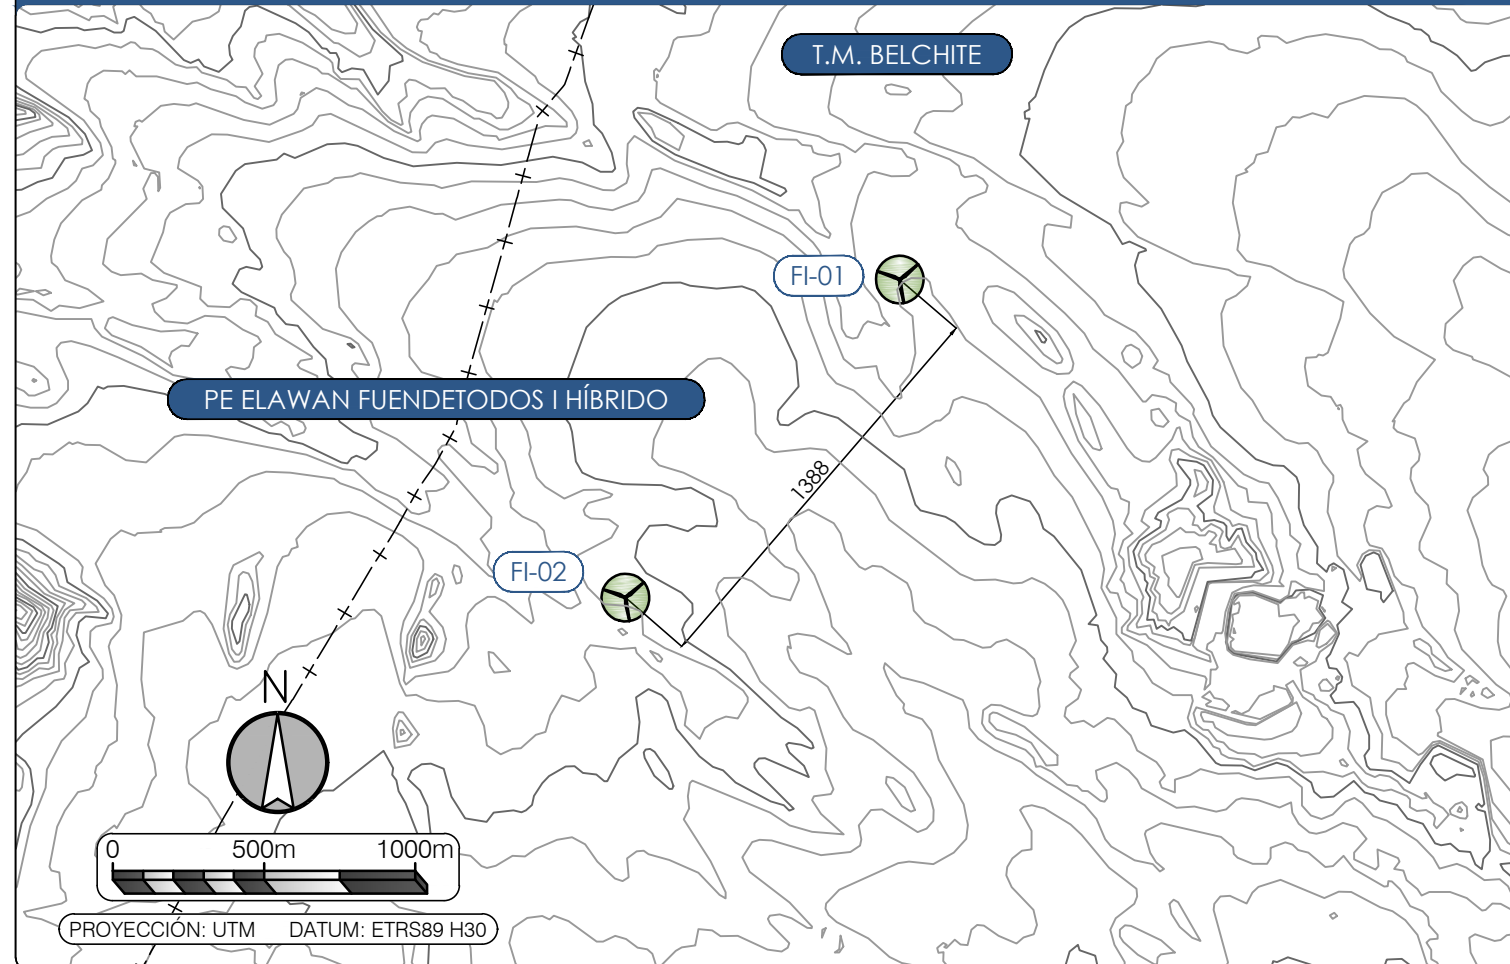 T.M. BELCHITE
FI-01
PE ELAWAN FUENDETODOS I HÍBRIDO
1388
FI-02
N
0 500m 1000m
PROYECCIÓN: UTM DATUM: ETRS89 H30